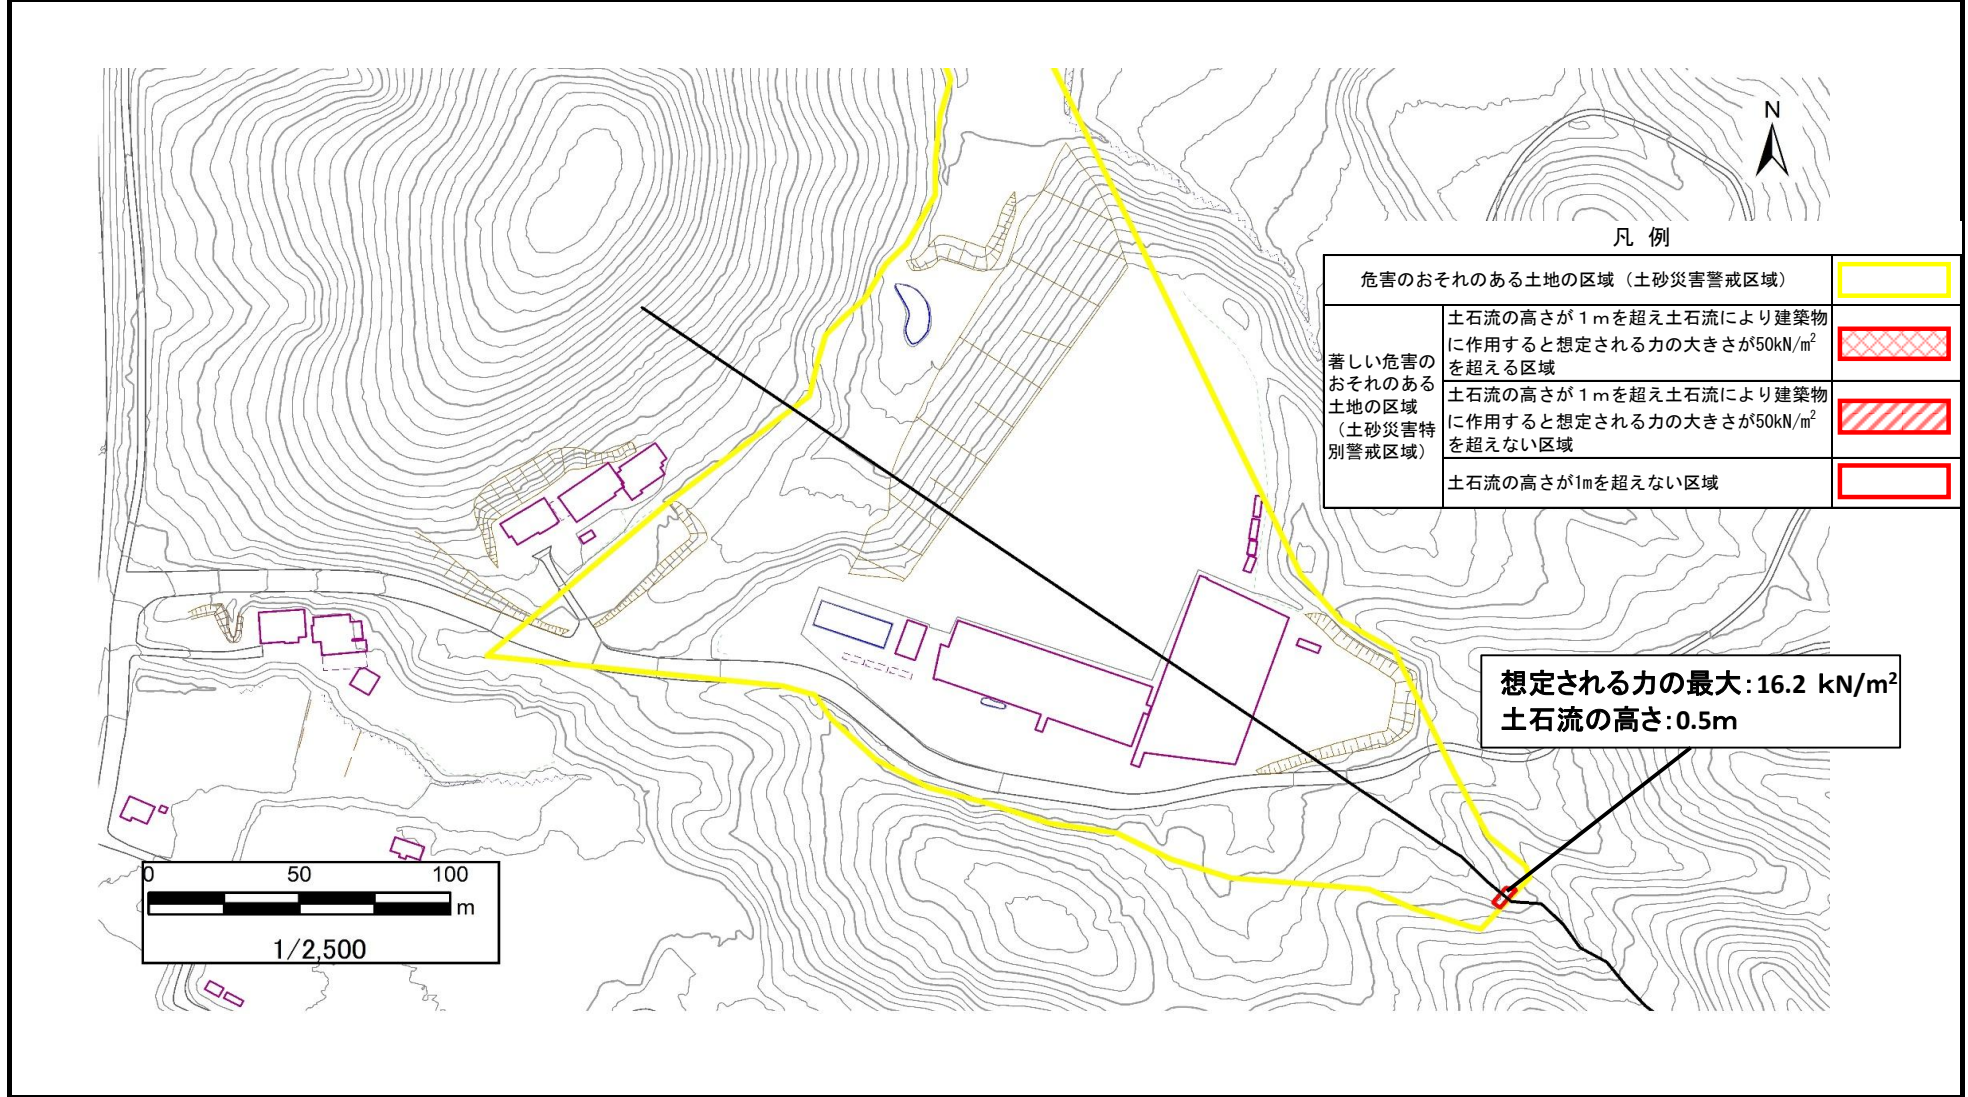 N
凡 例
危害のおそれのある土地の区域（土砂災害警戒区域）
著しい危害の
おそれのある
土地の区域
（土砂災害特
別警戒区域）
土石流の高さが１ｍを超え土石流により建築物
に作用すると想定される力の大きさが50kN/㎡
を超える区域
土石流の高さが１ｍを超え土石流により建築物
に作用すると想定される力の大きさが50kN/㎡
を超えない区域
土石流の高さが1mを超えない区域
想定される力の最大：16.2 kN/m²
土石流の高さ：0.5m
0 50 100
m
1/2,500